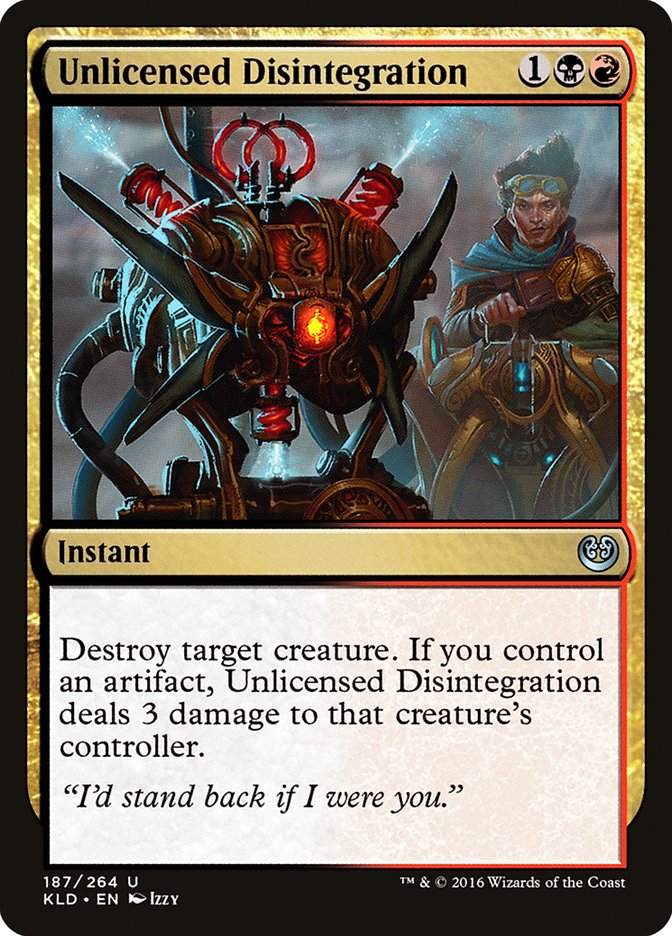 Unlicensed Disintegration 1
Instant
Destroy target creature. If you control
an artifact, Unlicensed Disintegration
deals 3 damage to that creature's
controller.
“I'd stand back if I were you.”
187/264 U
KLD • EN Izzy
™ & © 2016 Wizards of the Coast